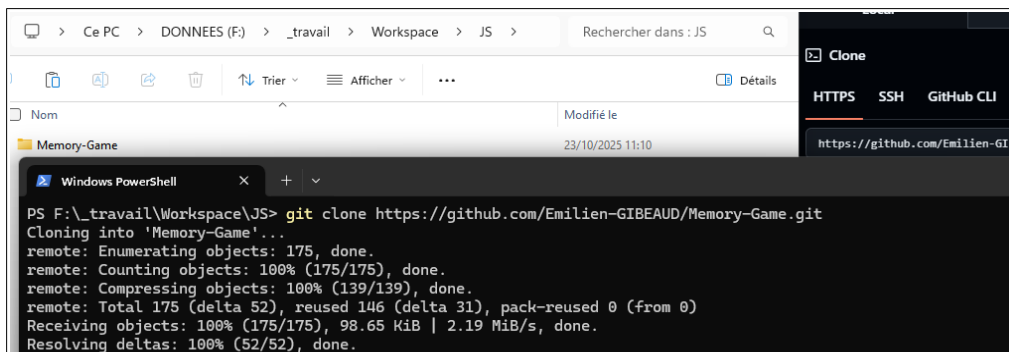 Ce PC > DONNEES (F:) > _travail > Workspace > JS >
Rechercher dans : JS
Trier
Afficher
...
Détails
Nom
Modifié le
Memory-Game
23/10/2025 11:10
Clone
HTTPS SSH GitHub CLI
https://github.com/Emilien-GI
Windows PowerShell
PS F:\_travail\Workspace\JS> git clone https://github.com/Emilien-GIBEAUD/Memory-Game.git
Cloning into 'Memory-Game'...
remote: Enumerating objects: 175, done.
remote: Counting objects: 100% (175/175), done.
remote: Compressing objects: 100% (139/139), done.
remote: Total 175 (delta 52), reused 146 (delta 31), pack-reused 0 (from 0)
Receiving objects: 100% (175/175), 98.65 KiB | 2.19 MiB/s, done.
Resolving deltas: 100% (52/52), done.